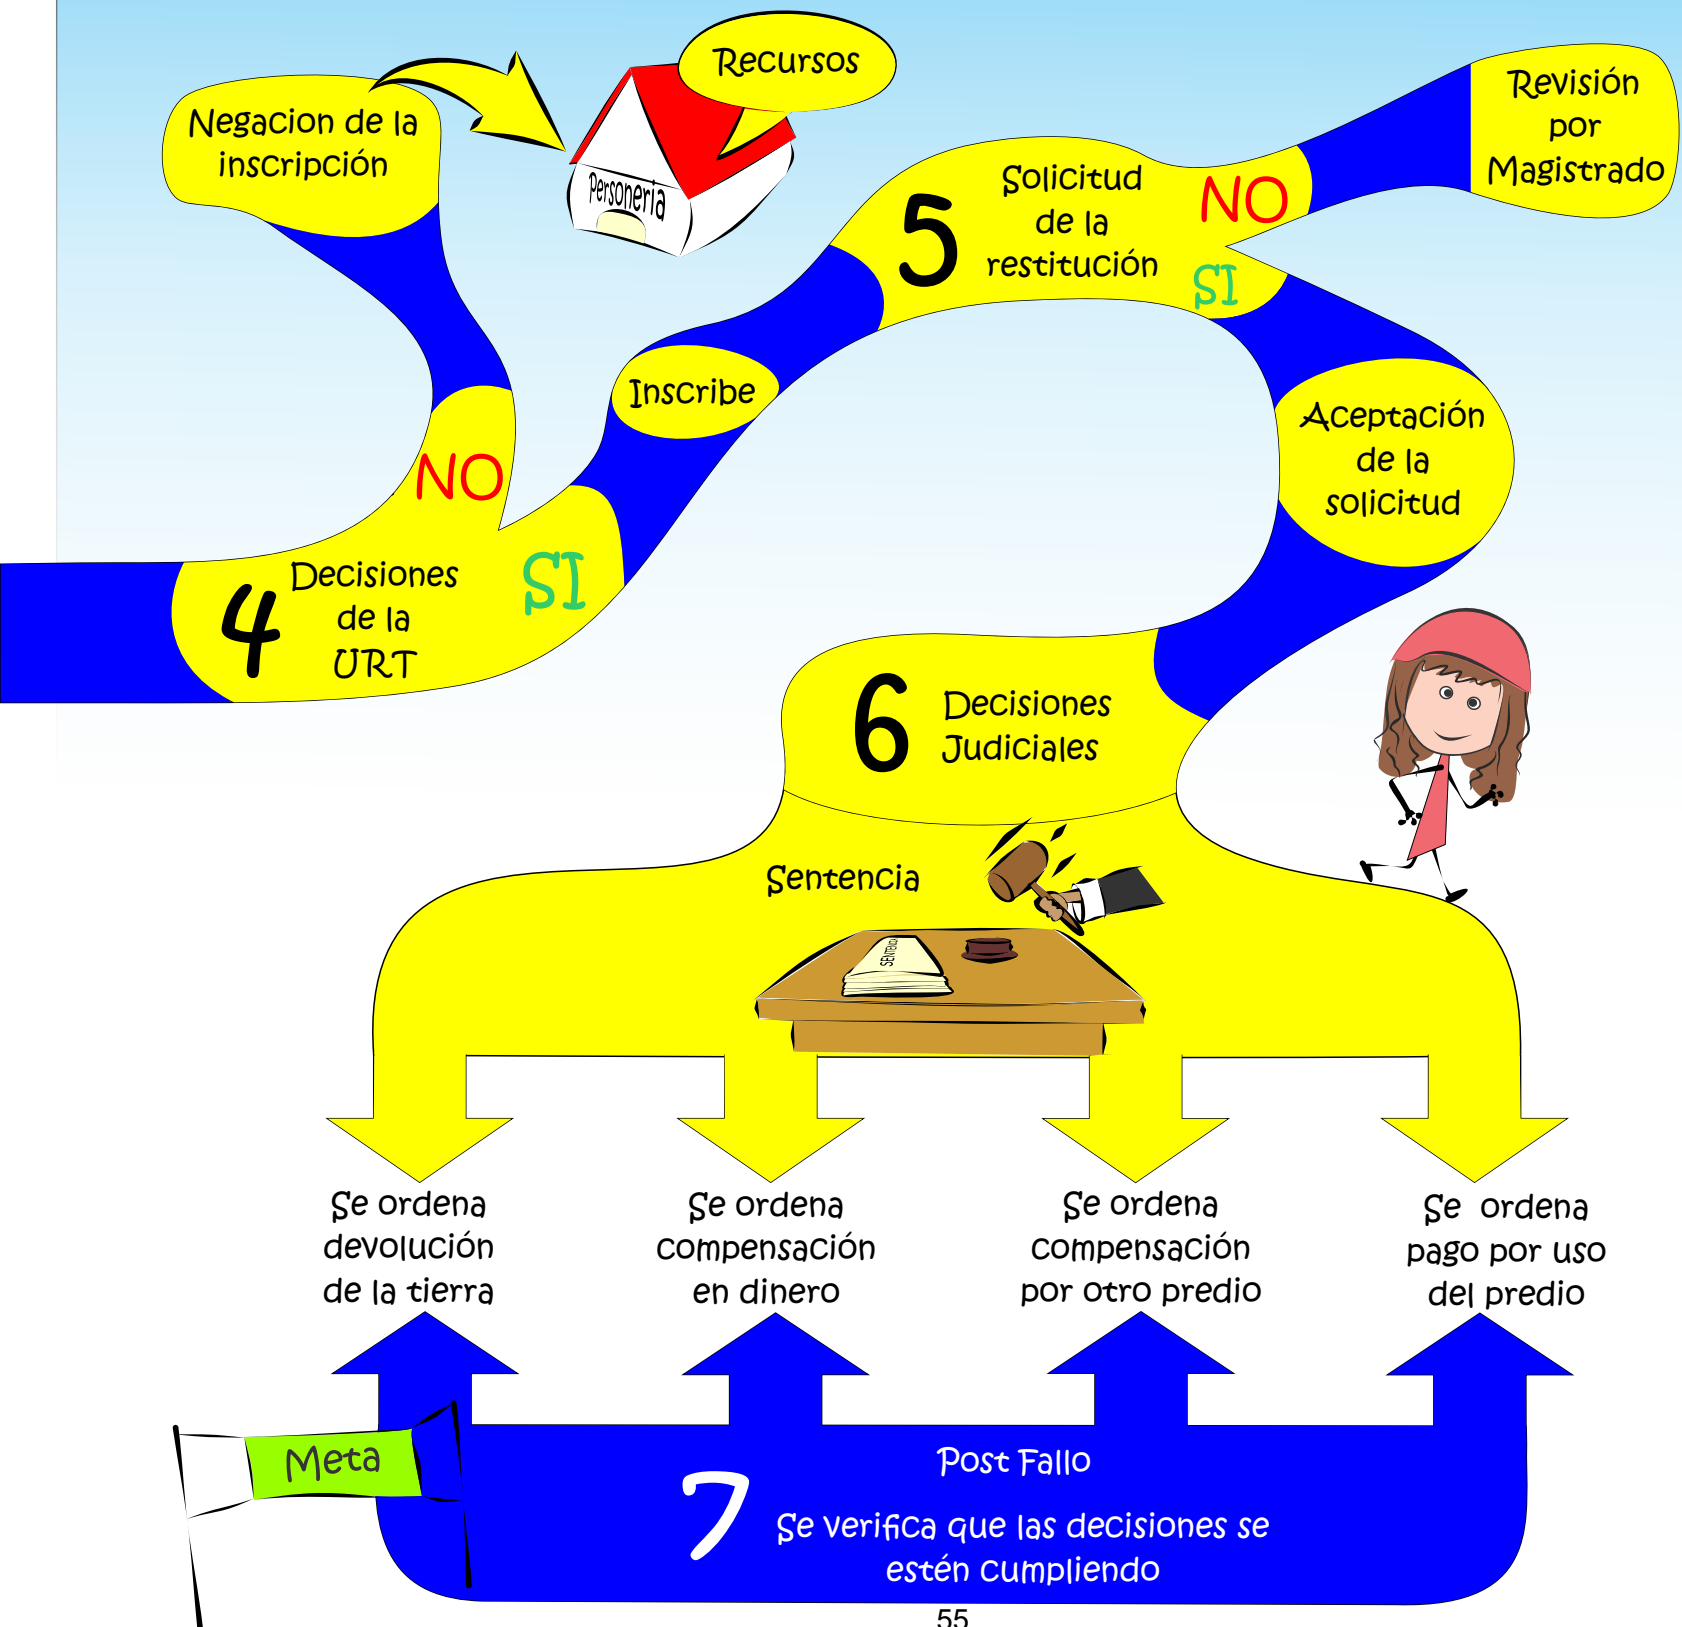 Negacion de la
inscripción
Recursos
Personeria
Revisión
por
Magistrado
5
Solicitud
de la
restitución
NO
SI
Inscribe
Aceptación
de la
solicitud
NO
SI
4
Decisiones
de la
URT
6
Decisiones
Judiciales
Sentencia
SENTENCIA
Se ordena
devolución
de la tierra
Se ordena
compensación
en dinero
Se ordena
compensación
por otro predio
Se ordena
pago por uso
del predio
Meta
7
Post Fallo
Se verifica que las decisiones se
estén cumpliendo
55